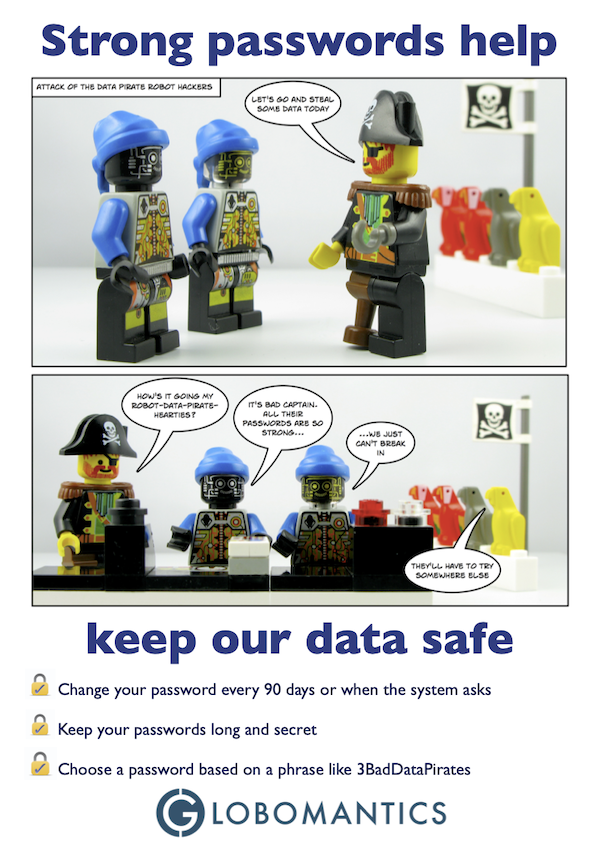 Strong passwords help
ATTACK OF THE DATA PIRATE ROBOT HACKERS
LET'S GO AND STEAL
SOME DATA TODAY
HOW'S IT GOING MY
ROBOT-DATA-PIRATE-
HEARTIES?
IT'S BAD CAPTAIN.
ALL THEIR
PASSWORDS ARE SO
STRONG...
...WE JUST
CAN'T BREAK
IN
THEY'LL HAVE TO TRY
SOMEWHERE ELSE
keep our data safe
Change your password every 90 days or when the system asks
Keep your passwords long and secret
Choose a password based on a phrase like 3BadDataPirates
GLOBOMANTICS